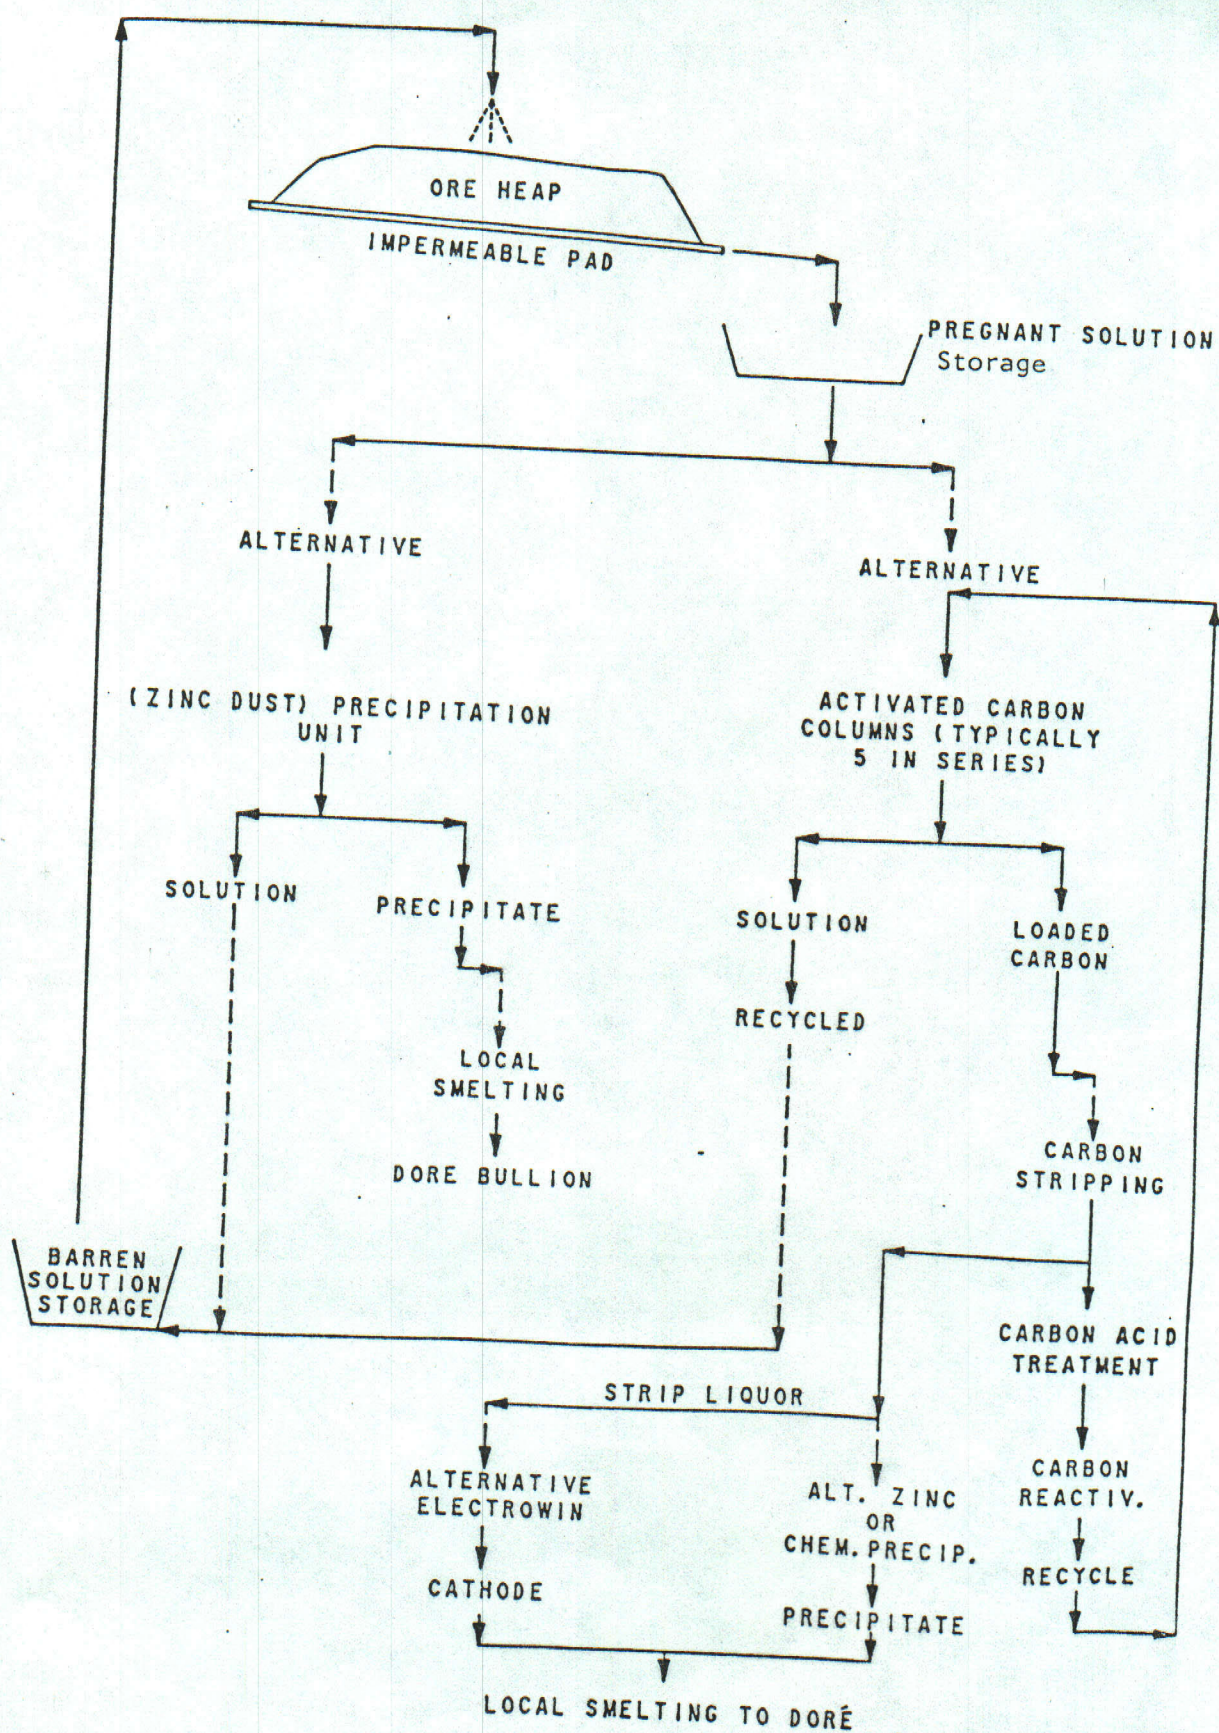 ORE HEAP
IMPERMEABLE PAD
PREGNANT SOLUTION
Storage
ALTERNATIVE
ALTERNATIVE
(ZINC DUST) PRECIPITATION
UNIT
ACTIVATED CARBON
COLUMNS (TYPICALLY
5 IN SERIES)
SOLUTION
PRECIPITATE
SOLUTION
LOADED
CARBON
RECYCLED
LOCAL
SMELTING
DORE BULLION
CARBON
STRIPPING
BARREN
SOLUTION
STORAGE
CARBON ACID
TREATMENT
STRIP LIQUOR
ALTERNATIVE
ELECTROWIN
ALT. ZINC
OR
CHEM.PRECIP.
CARBON
REACTIV.
CATHODE
PRECIPITATE
RECYCLE
LOCAL SMELTING TO DORÉ